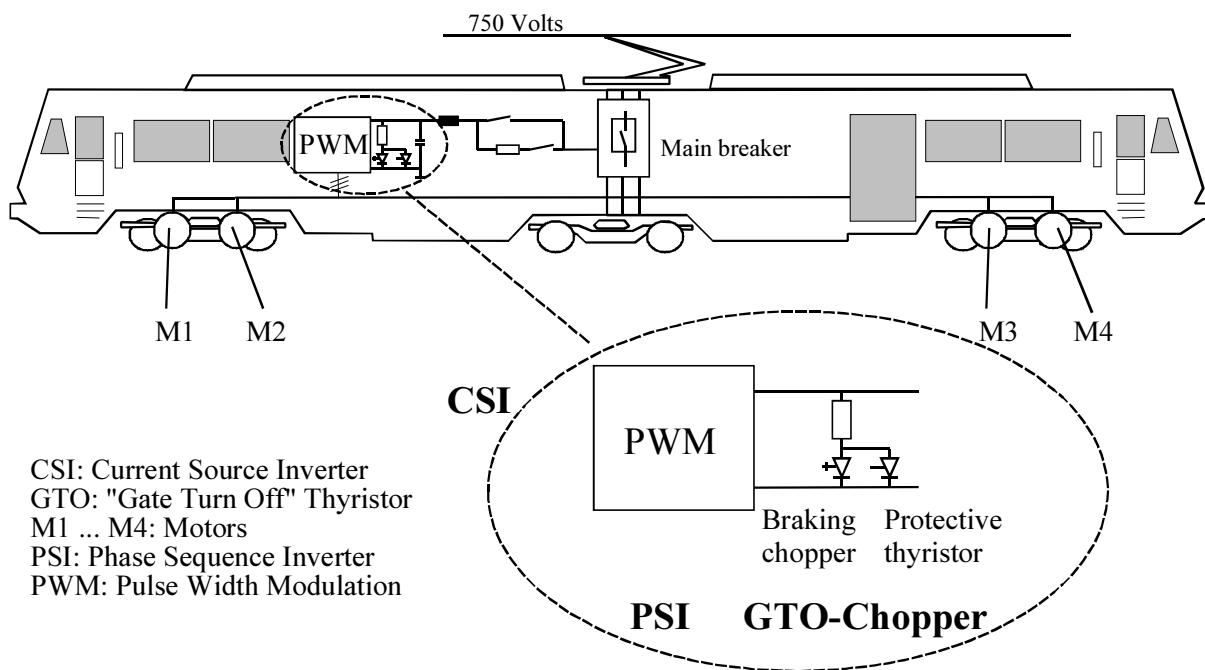 750 Volts
PWM
Main breaker
M1
M2
M3
M4
CSI
PWM
CSI: Current Source Inverter
GTO: "Gate Turn Off" Thyristor
M1 ... M4: Motors
PSI: Phase Sequence Inverter
PWM: Pulse Width Modulation
Braking
chopper
Protective
thyristor
PSI
GTO-Chopper